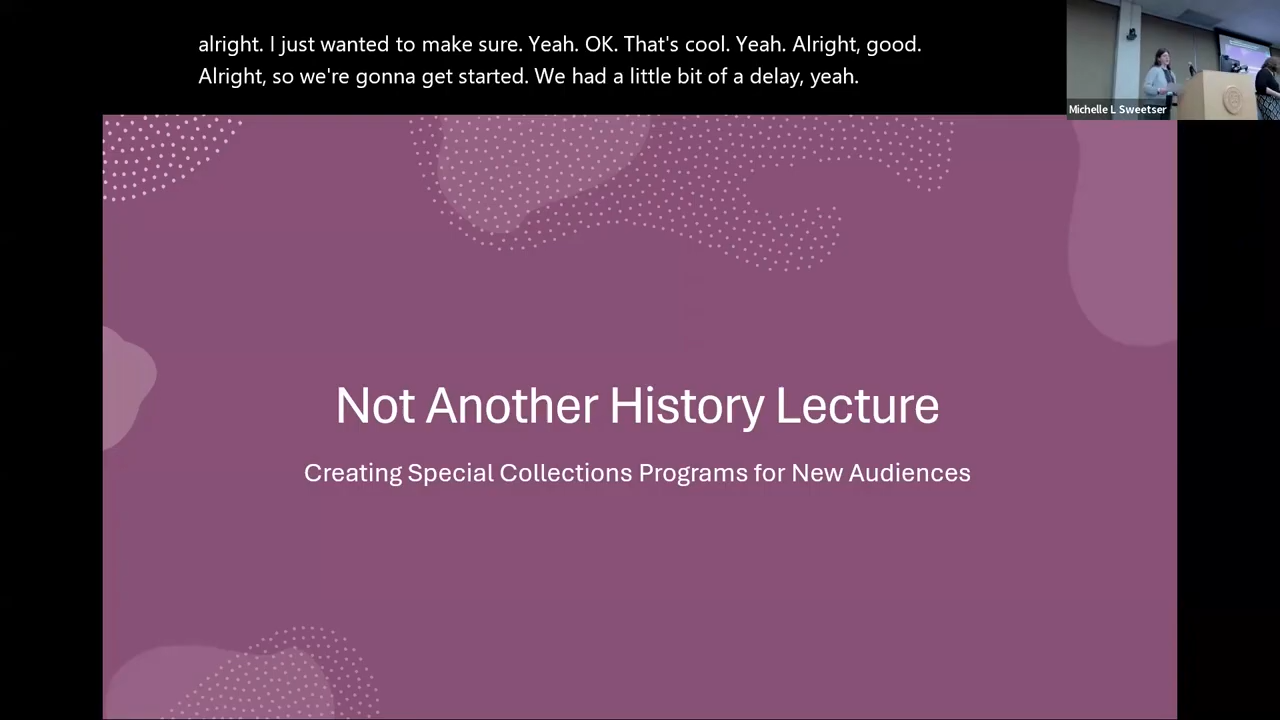 alright. I just wanted to make sure. Yeah. OK. That's cool. Yeah. Alright, good.
Alright, so we're gonna get started. We had a little bit of a delay, yeah.
Michelle L Sweetser
Not Another History Lecture
Creating Special Collections Programs for New Audiences